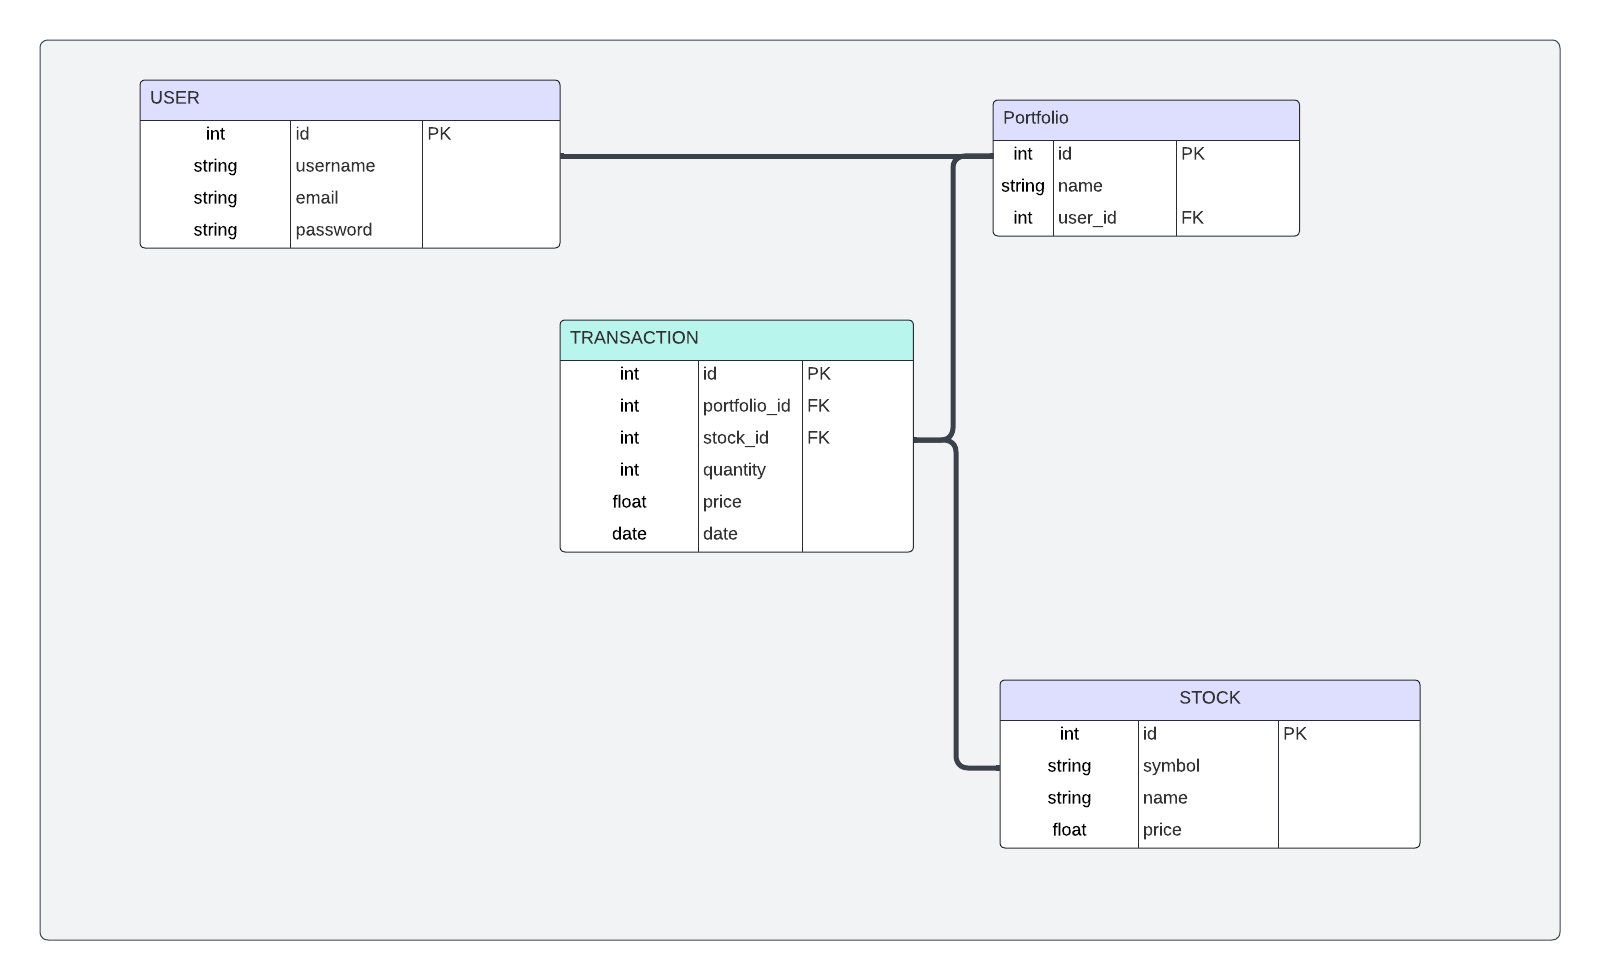 USER
int id PK
string username
string email
string password
Portfolio
int id PK
string name
int user_id FK
TRANSACTION
int id PK
int portfolio_id FK
int stock_id FK
int quantity
float price
date date
STOCK
int id PK
string symbol
string name
float price